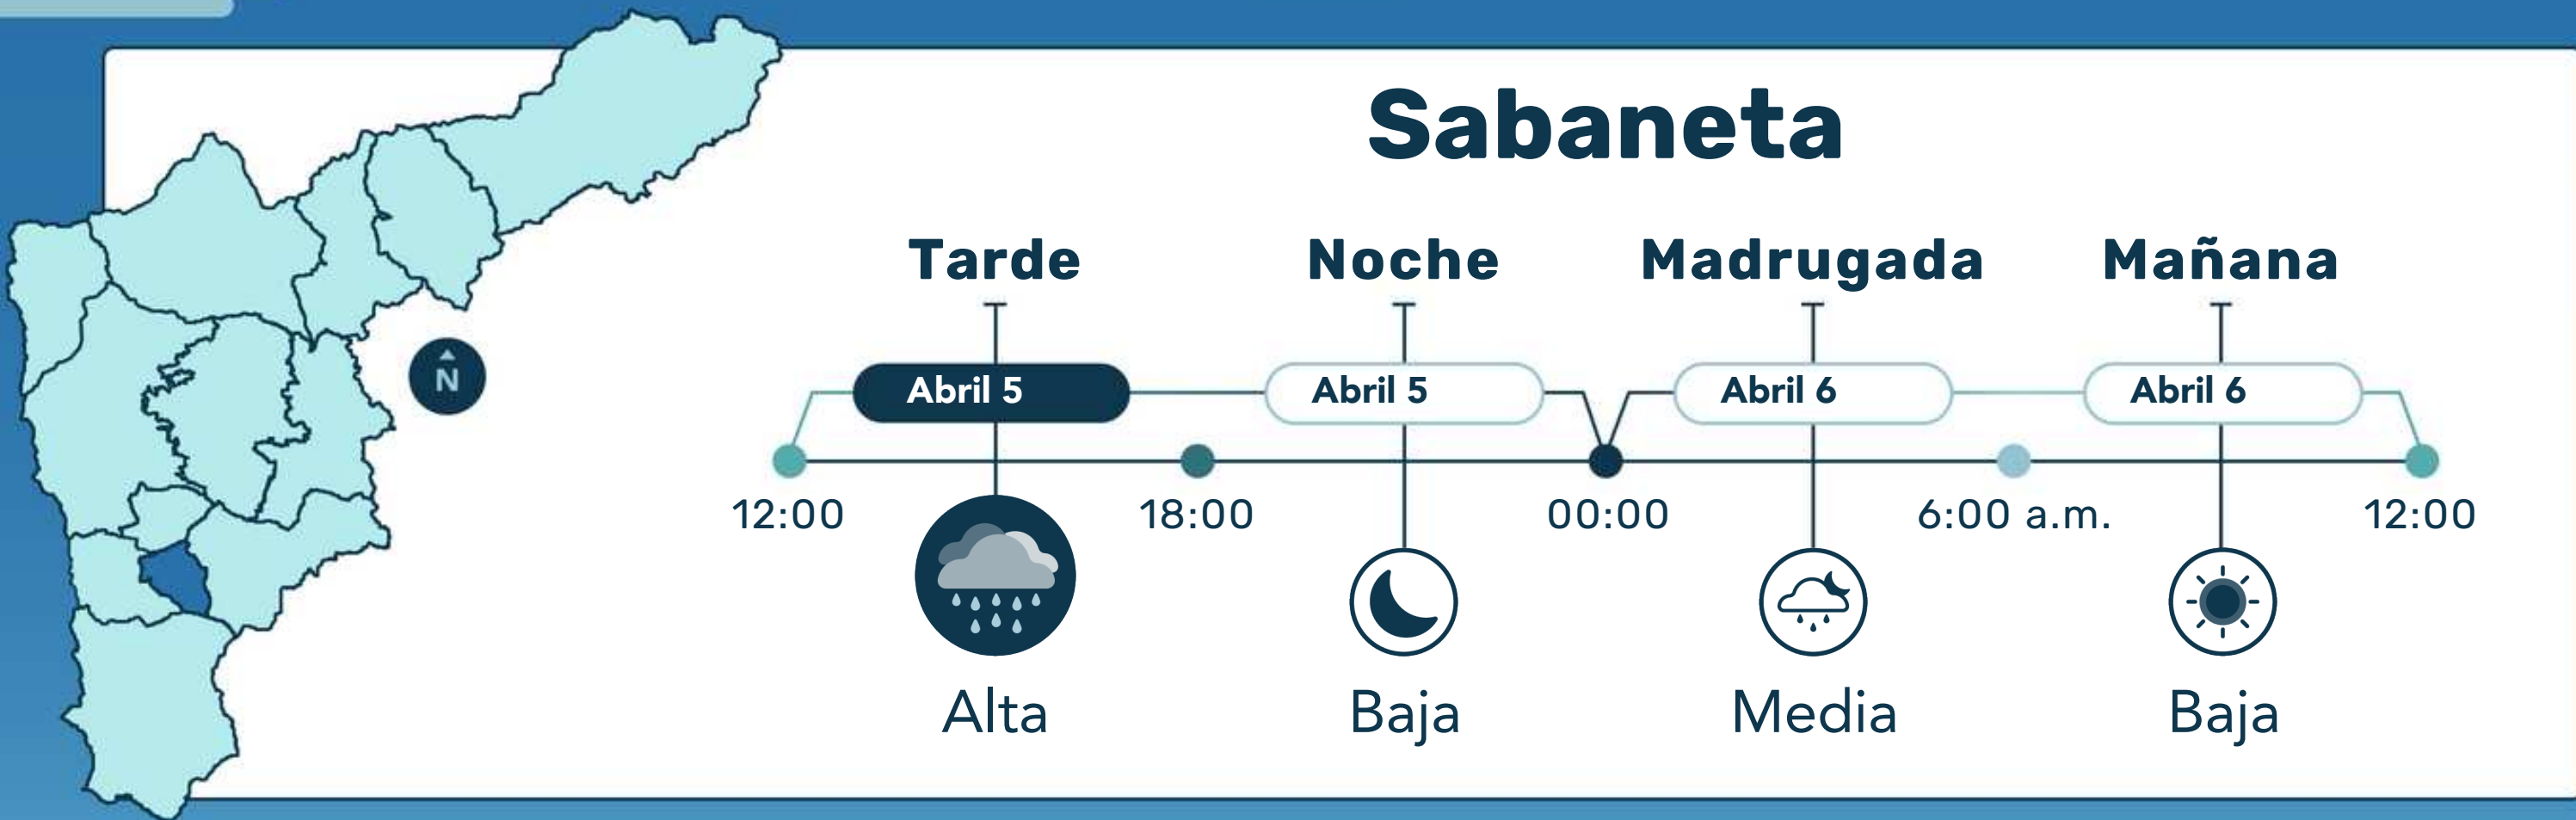 Sabaneta
Tarde Noche Madrugada Mañana
N
Abril 5 Abril 5 Abril 6 Abril 6
12:00 18:00 00:00 6:00 a.m. 12:00
Alta Baja Media Baja